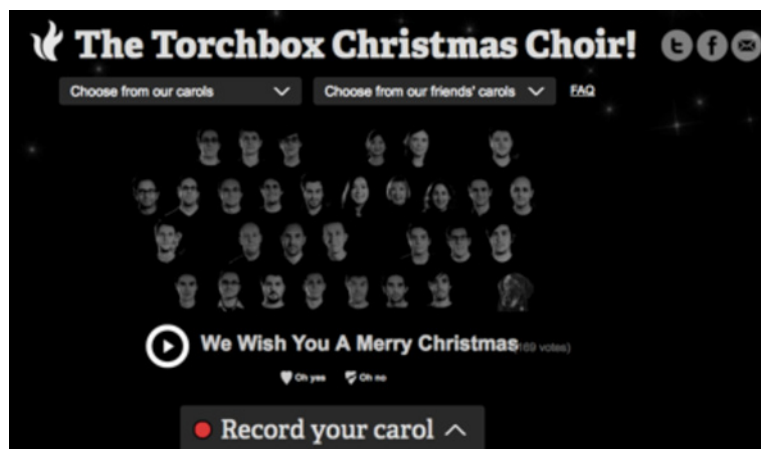 The Torchbox Christmas Choir!
Choose from our carols Choose from our friends' carols FAQ
We Wish You A Merry Christmas (169 votes)
Oh yes Oh no
Record your carol